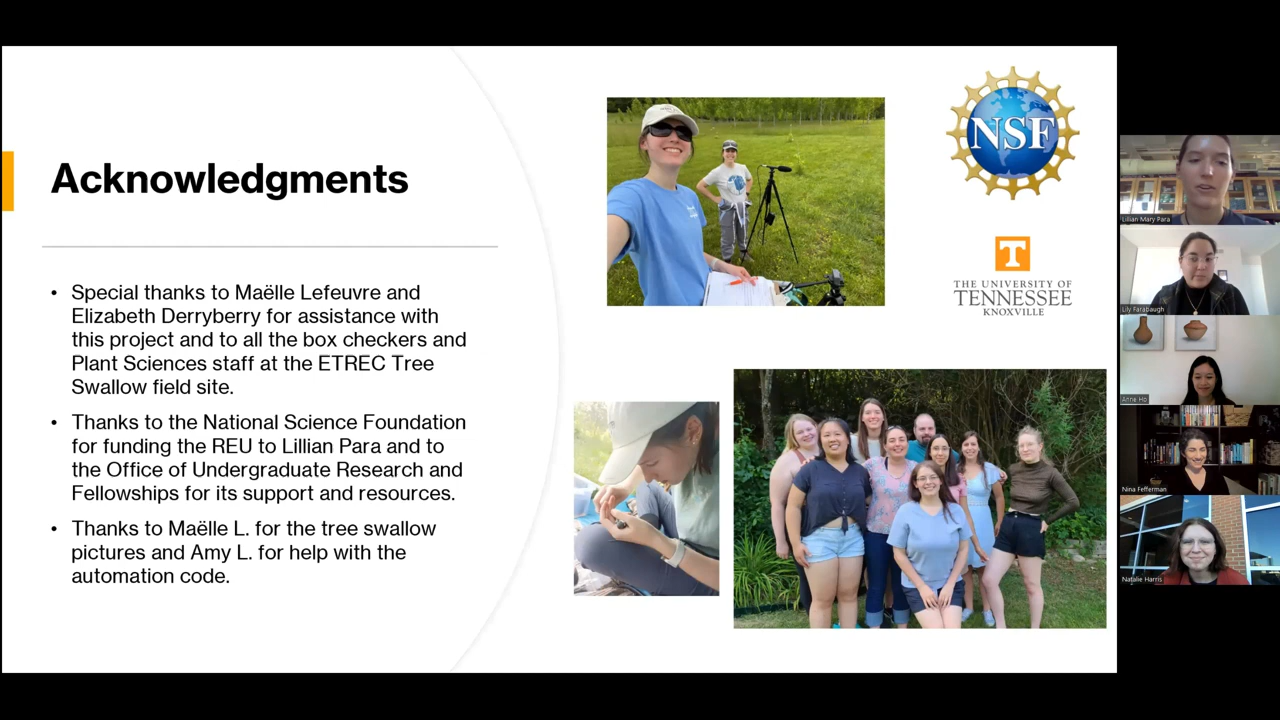 Acknowledgments
• Special thanks to Maëlle Lefeuvre and
Elizabeth Derryberry for assistance with
this project and to all the box checkers and
Plant Sciences staff at the ETREC Tree
Swallow field site.
• Thanks to the National Science Foundation
for funding the REU to Lillian Para and to
the Office of Undergraduate Research and
Fellowships for its support and resources.
• Thanks to Maëlle L. for the tree swallow
pictures and Amy L. for help with the
automation code.
NSF
T
THE UNIVERSITY OF
TENNESSEE
KNOXVILLE
Lillian Mary Para
Lily Farabaugh
Anne Ho
Nina Fefferman
Natalie Harris